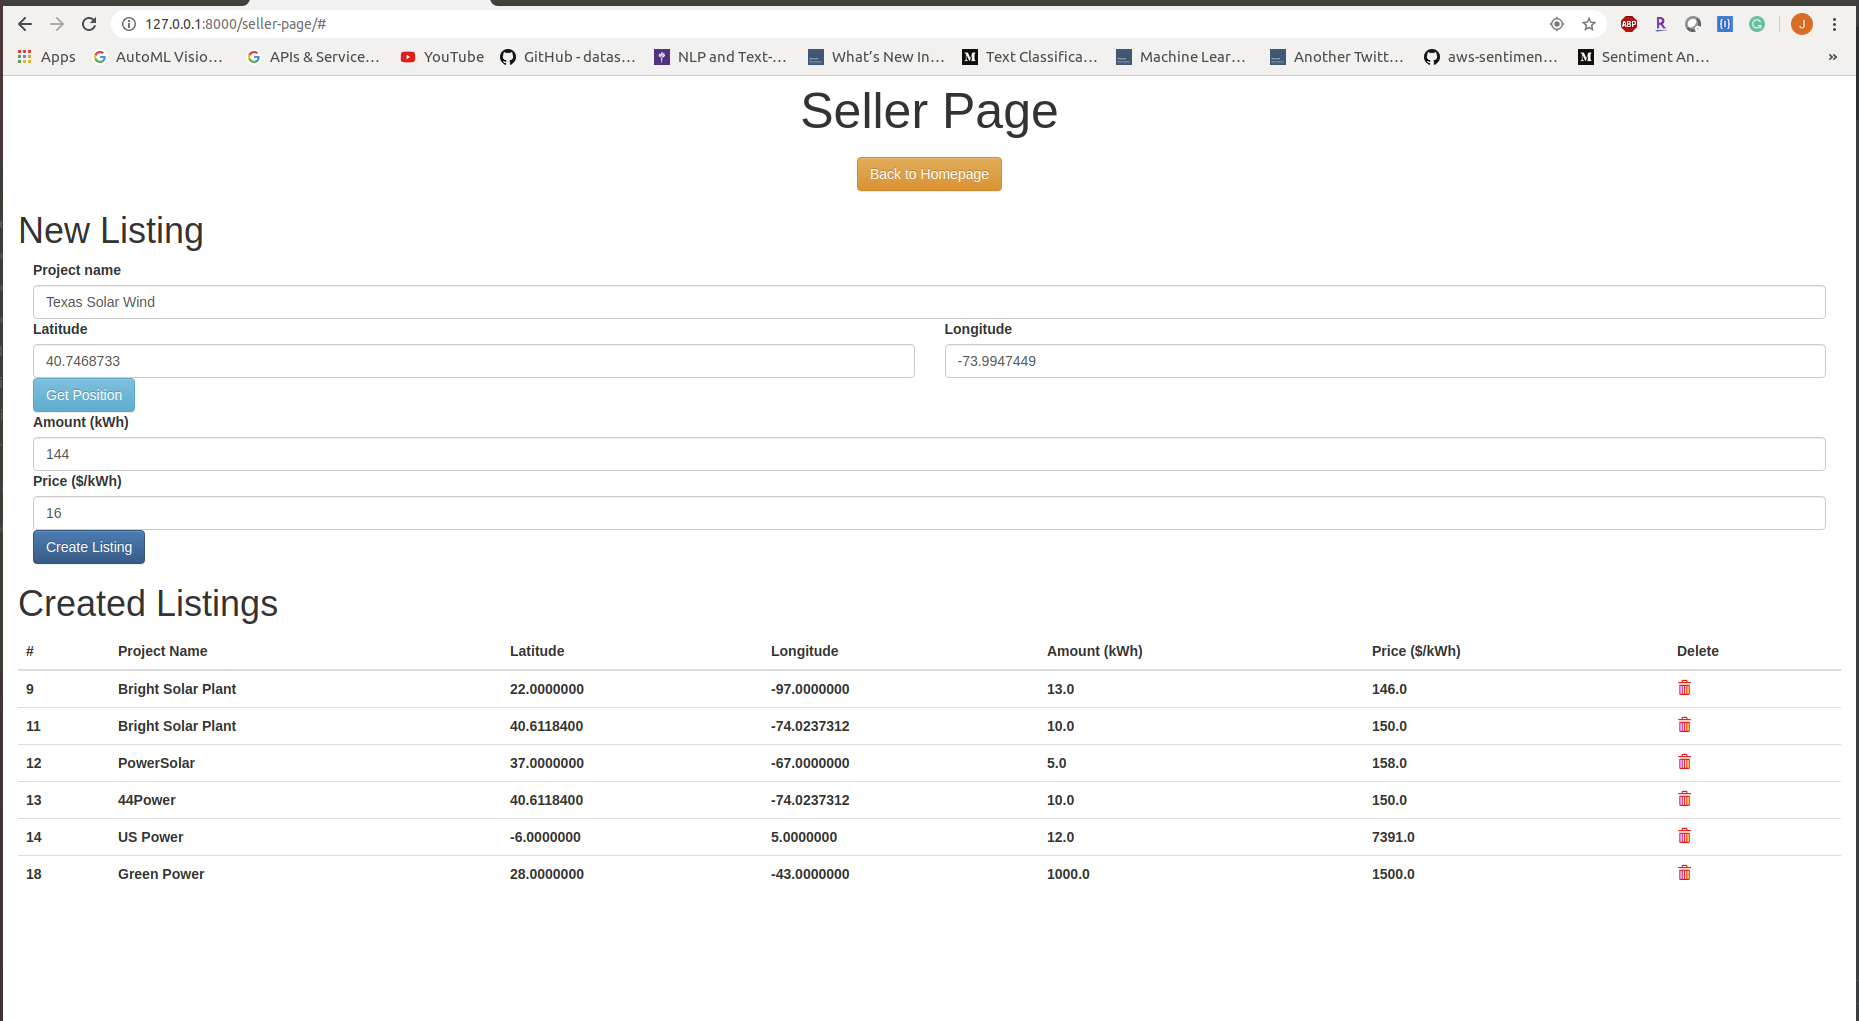 127.0.0.1:8000/seller-page/#
ABP R J
Apps AutoML Visio… APIs & Service… YouTube GitHub - datas… NLP and Text-… What's New In… M Text Classifica… Machine Lear… Another Twitt… aws-sentimen… M Sentiment An… »
Seller Page
Back to Homepage
New Listing
Project name
Texas Solar Wind
Latitude Longitude
40.7468733 -73.9947449
Get Position
Amount (kWh)
144
Price ($/kWh)
16
Create Listing
Created Listings
# Project Name Latitude Longitude Amount (kWh) Price ($/kWh) Delete
9 Bright Solar Plant 22.0000000 -97.0000000 13.0 146.0
11 Bright Solar Plant 40.6118400 -74.0237312 10.0 150.0
12 PowerSolar 37.0000000 -67.0000000 5.0 158.0
13 44Power 40.6118400 -74.0237312 10.0 150.0
14 US Power -6.0000000 5.0000000 12.0 7391.0
18 Green Power 28.0000000 -43.0000000 1000.0 1500.0